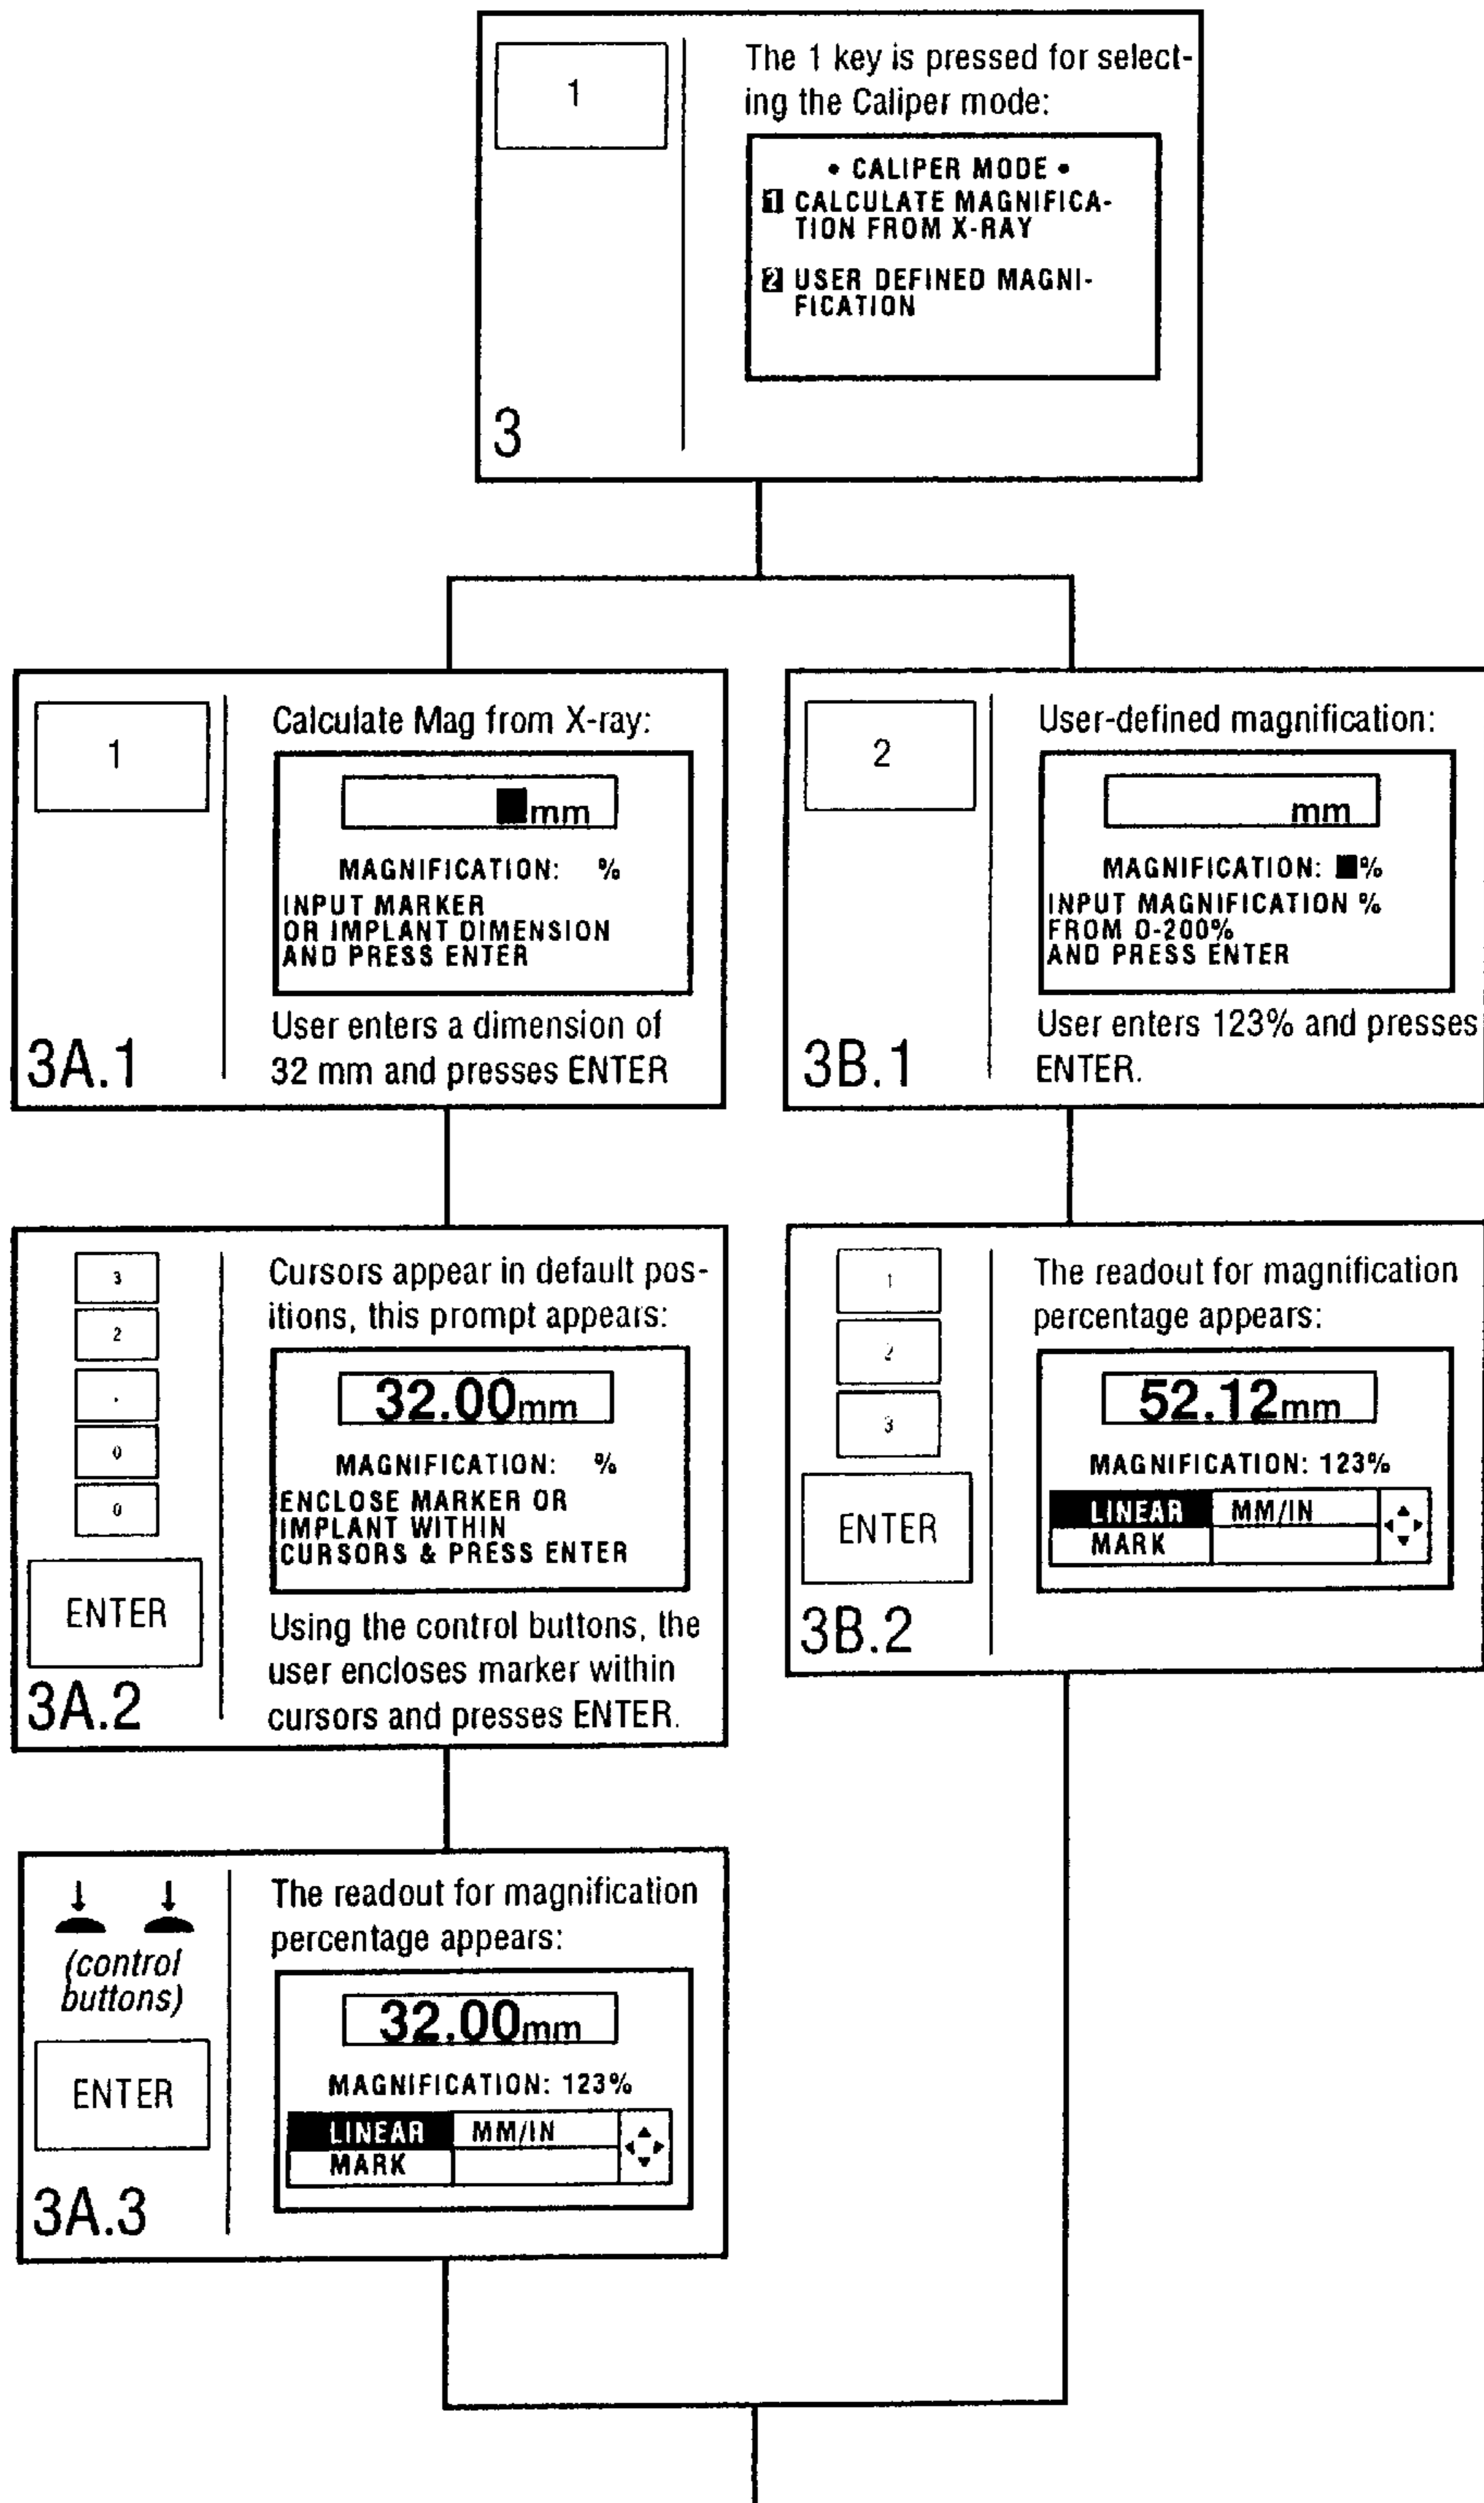 1
The 1 key is pressed for select-
ing the Caliper mode:
• CALIPER MODE •
1 CALCULATE MAGNIFICA-
TION FROM X-RAY
2 USER DEFINED MAGNI-
FICATION
3
1
Calculate Mag from X-ray:
mm
MAGNIFICATION: %
INPUT MARKER
OR IMPLANT DIMENSION
AND PRESS ENTER
User enters a dimension of
32 mm and presses ENTER
3A.1
2
User-defined magnification:
mm
MAGNIFICATION: %
INPUT MAGNIFICATION %
FROM 0-200%
AND PRESS ENTER
User enters 123% and presses
ENTER.
3B.1
3
2
.
0
0
ENTER
Cursors appear in default pos-
itions, this prompt appears:
32.00mm
MAGNIFICATION: %
ENCLOSE MARKER OR
IMPLANT WITHIN
CURSORS & PRESS ENTER
Using the control buttons, the
user encloses marker within
cursors and presses ENTER.
3A.2
1
2
3
ENTER
The readout for magnification
percentage appears:
52.12mm
MAGNIFICATION: 123%
LINEAR MM/IN
MARK
3B.2
(control
buttons)
ENTER
The readout for magnification
percentage appears:
32.00mm
MAGNIFICATION: 123%
LINEAR MM/IN
MARK
3A.3